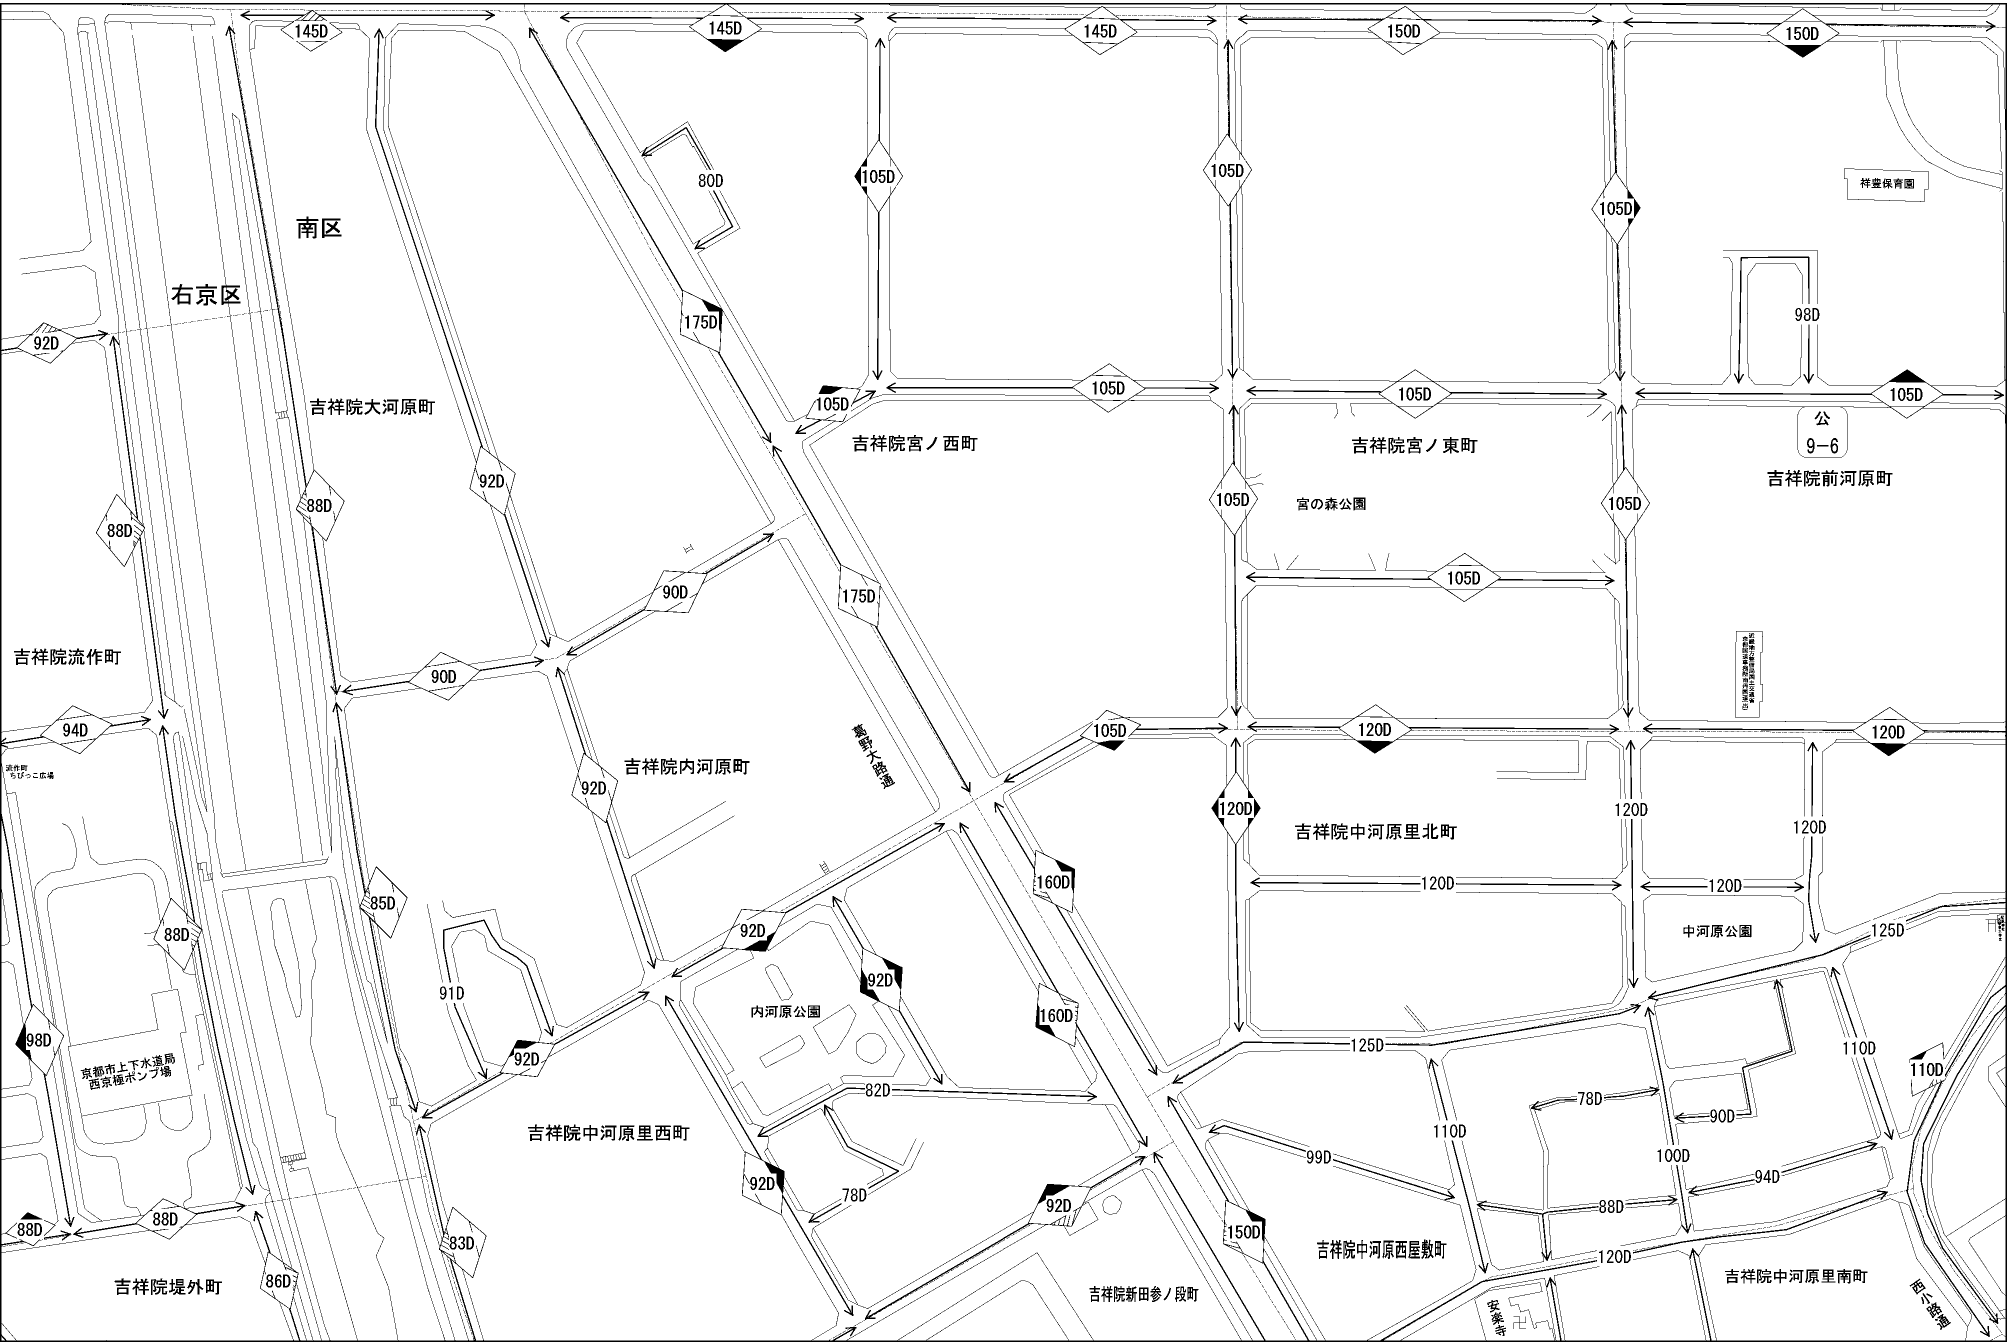 145D
145D
145D
150D
150D
105D
105D
105D
80D
祥豊保育園
南区
右京区
175D
98D
92D
105D
105D
105D
105D
吉祥院大河原町
公
9-6
吉祥院宮ノ西町
吉祥院宮ノ東町
吉祥院前河原町
92D
88D
88D
105D
105D
宮の森公園
90D
175D
105D
吉祥院流作町
90D
94D
105D
120D
120D
葛野大路通
流作町
ちびっこ広場
吉祥院内河原町
92D
120D
120D
120D
吉祥院中河原里北町
160D
120D
120D
85D
88D
92D
中河原公園
125D
91D
92D
内河原公園
160D
98D
125D
92D
京都市上下水道局
西京極ポンプ場
110D
110D
82D
78D
90D
吉祥院中河原里西町
110D
99D
100D
94D
92D
78D
92D
88D
88D
88D
83D
150D
吉祥院中河原西屋敷町
120D
吉祥院堤外町
86D
吉祥院新田参ノ段町
吉祥院中河原里南町
安楽寺
西小路通